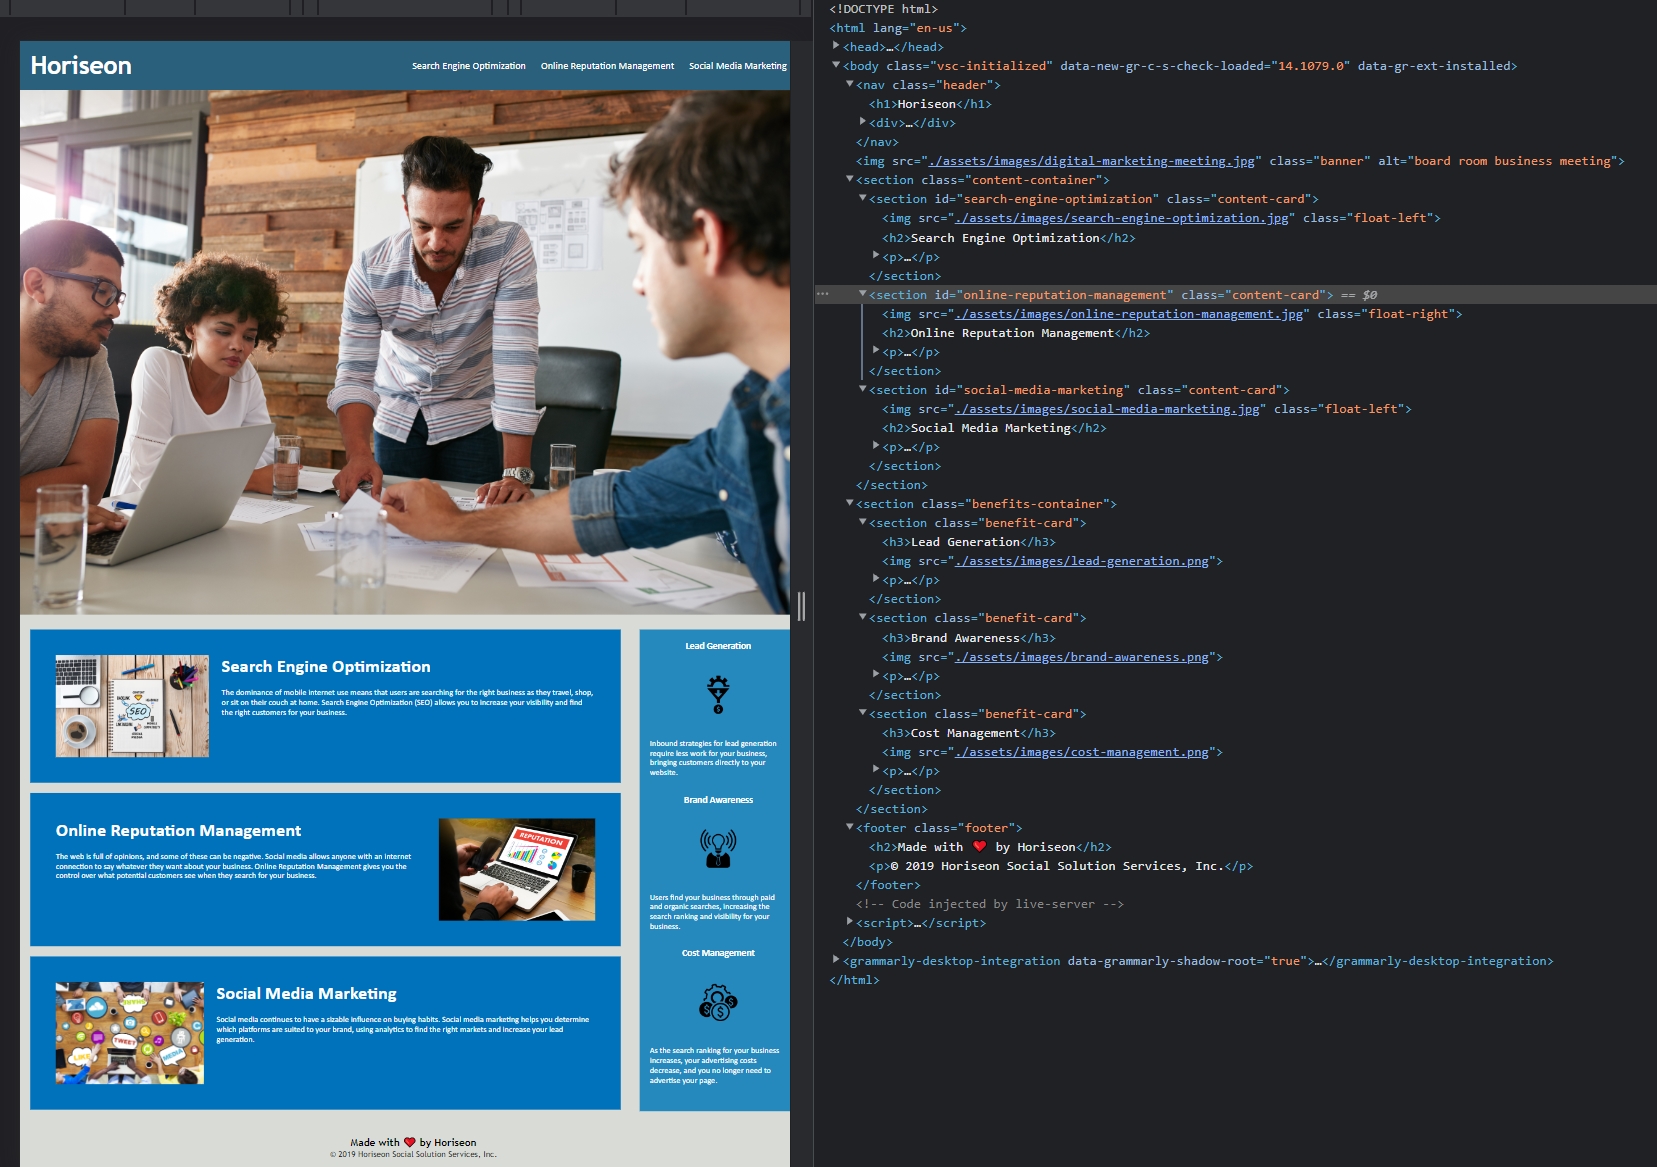 Horiseon
Search Engine Optimization Online Reputation Management Social Media Marketing
Search Engine Optimization
The dominance of mobile internet use means that users are searching for the right business as they travel, shop,
or sit on their couch at home. Search Engine Optimization (SEO) allows you to increase your visibility and find
the right customers for your business.
SEO
Online Reputation Management
The web is full of opinions, and some of these can be negative. Social media allows anyone with an internet
connection to say whatever they want about your business. Online Reputation Management gives you the
control over what potential customers see when they search for your business.
REPUTATION
Social Media Marketing
Social media continues to have a sizable influence on buying habits. Social media marketing helps you determine
which platforms are suited to your brand, using analytics to find the right markets and increase your lead
generation.
SHARE
TWEET
LIKE
MEDIA
Lead Generation
Inbound strategies for lead generation
require less work for your business,
bringing customers directly to your
website.
Brand Awareness
Users find your business through paid
and organic searches, increasing the
search ranking and visibility for your
business.
Cost Management
As the search ranking for your business
increases, your advertising costs
decrease, and you no longer need to
advertise your page.
Made with ❤️ by Horiseon
© 2019 Horiseon Social Solution Services, Inc.
<!DOCTYPE html>
<html lang="en-us">
<head>…</head>
<body class="vsc-initialized" data-new-gr-c-s-check-loaded="14.1079.0" data-gr-ext-installed>
<nav class="header">
<h1>Horiseon</h1>
<div>…</div>
</nav>
<img src="./assets/images/digital-marketing-meeting.jpg" class="banner" alt="board room business meeting">
<section class="content-container">
<section id="search-engine-optimization" class="content-card">
<img src="./assets/images/search-engine-optimization.jpg" class="float-left">
<h2>Search Engine Optimization</h2>
<p>…</p>
</section>
<section id="online-reputation-management" class="content-card"> == $0
<img src="./assets/images/online-reputation-management.jpg" class="float-right">
<h2>Online Reputation Management</h2>
<p>…</p>
</section>
<section id="social-media-marketing" class="content-card">
<img src="./assets/images/social-media-marketing.jpg" class="float-left">
<h2>Social Media Marketing</h2>
<p>…</p>
</section>
</section>
<section class="benefits-container">
<section class="benefit-card">
<h3>Lead Generation</h3>
<img src="./assets/images/lead-generation.png">
<p>…</p>
</section>
<section class="benefit-card">
<h3>Brand Awareness</h3>
<img src="./assets/images/brand-awareness.png">
<p>…</p>
</section>
<section class="benefit-card">
<h3>Cost Management</h3>
<img src="./assets/images/cost-management.png">
<p>…</p>
</section>
</section>
<footer class="footer">
<h2>Made with ❤️ by Horiseon</h2>
<p>© 2019 Horiseon Social Solution Services, Inc.</p>
</footer>
<!-- Code injected by live-server -->
<script>…</script>
</body>
<grammarly-desktop-integration data-grammarly-shadow-root="true">…</grammarly-desktop-integration>
</html>